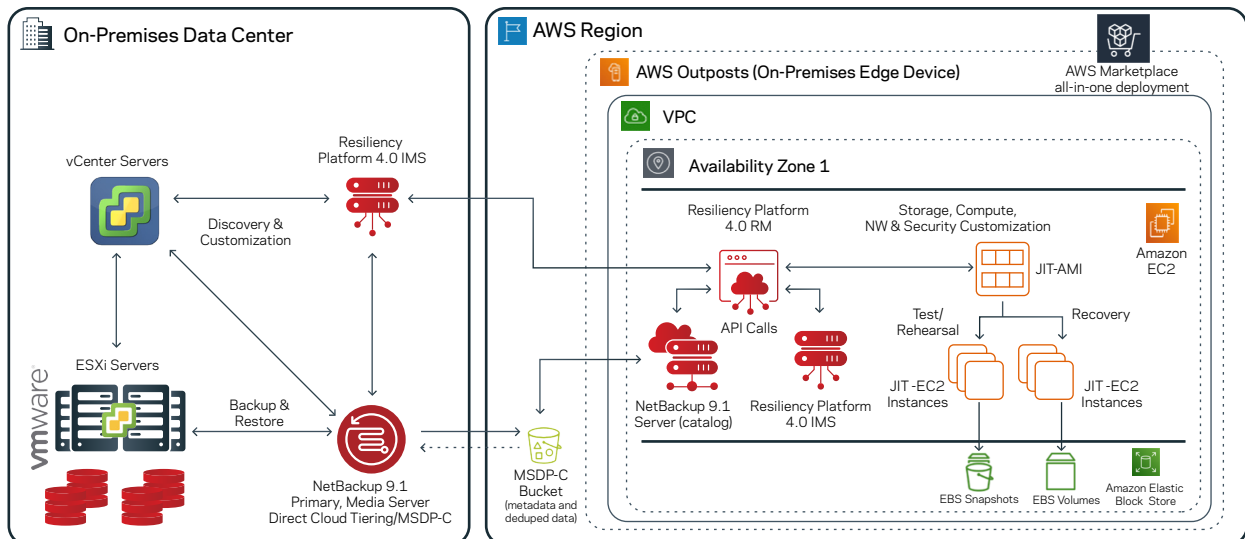 On-Premises Data Center
vCenter Servers
Resiliency
Platform 4.0 IMS
Discovery &
Customization
ESXi Servers
vmware®
Backup &
Restore
NetBackup 9.1
Primary, Media Server
Direct Cloud Tiering/MSDP-C
AWS Region
AWS Marketplace
all-in-one deployment
AWS Outposts (On-Premises Edge Device)
VPC
Availability Zone 1
Resiliency Platform
4.0 RM
Storage, Compute,
NW & Security Customization
Amazon
EC2
JIT-AMI
API Calls
Test/
Rehearsal
Recovery
NetBackup 9.1
Server (catalog)
Resiliency Platform
4.0 IMS
JIT -EC2
Instances
JIT -EC2
Instances
MSDP-C
Bucket
(metadata and
deduped data)
EBS Snapshots
EBS Volumes
Amazon Elastic
Block Store